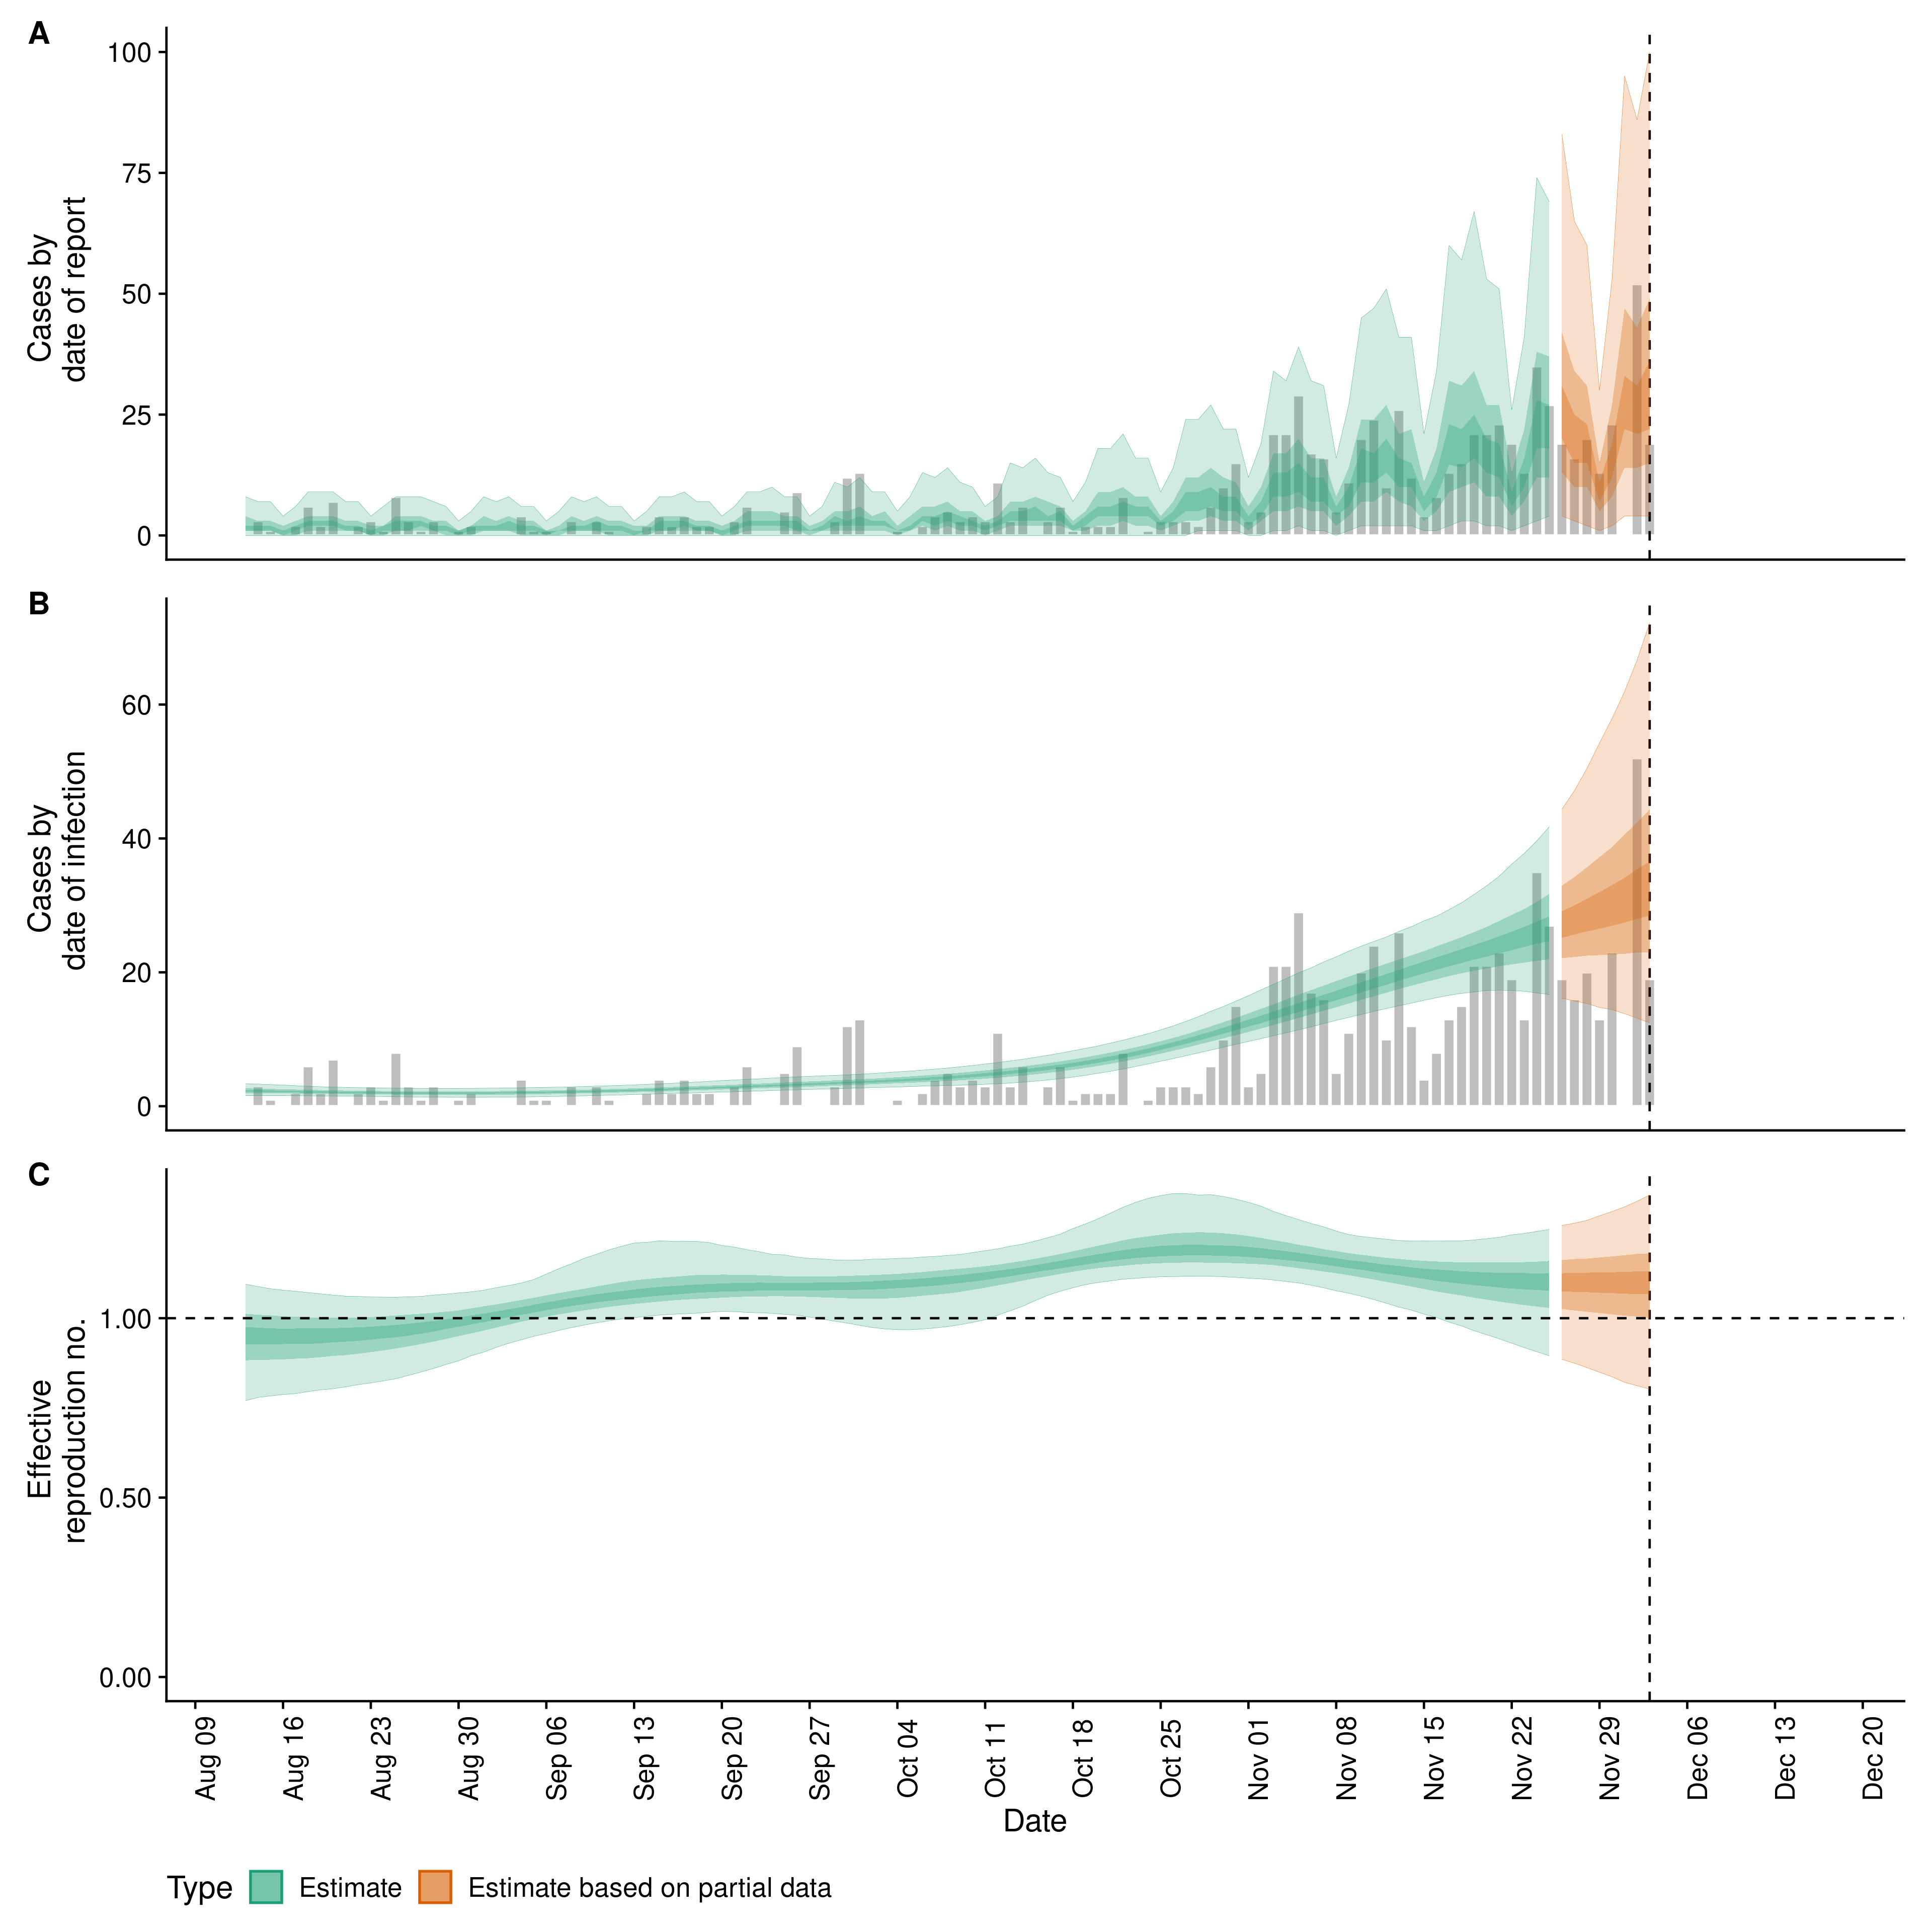 A
100
75
50
25
0
Cases by
date of report
B
60
40
20
0
Cases by
date of infection
C
1.00
0.50
0.00
Effective
reproduction no.
Aug 09
Aug 16
Aug 23
Aug 30
Sep 06
Sep 13
Sep 20
Sep 27
Oct 04
Oct 11
Oct 18
Oct 25
Nov 01
Nov 08
Nov 15
Nov 22
Nov 29
Dec 06
Dec 13
Dec 20
Date
Type Estimate Estimate based on partial data